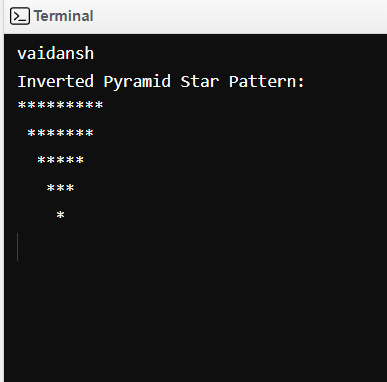 Terminal
vaidansh
Inverted Pyramid Star Pattern:
*********
 *******
  *****
   ***
    *